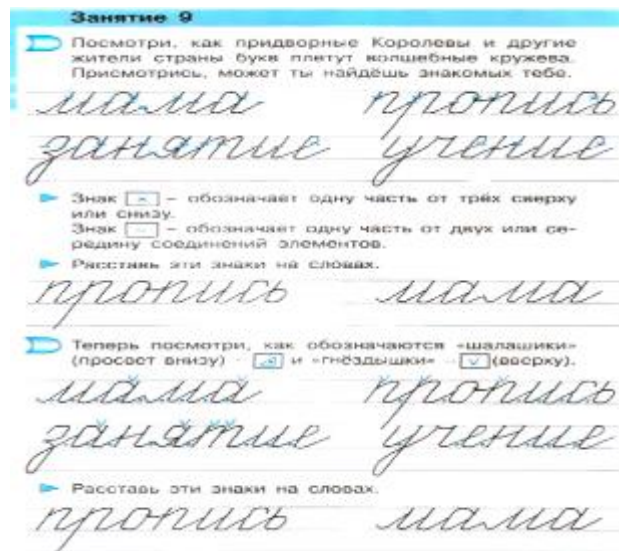 Занятие 9
Посмотри, как придворные Королевы и другие
жители страны букв плетут волшебные кружева.
Присмотрись, может ты найдёшь знакомых тебе.
мама пропись
занятие учение
Знак – обозначает одну часть от трёх сверху
или снизу.
Знак – обозначает одну часть от двух или се-
редину соединений элементов.
Расставь эти знаки на словах.
пропись мама
Теперь посмотри, как обозначаются «шалашики»
(просвет внизу) – и «гнёздышки» – (вверху).
мама пропись
занятие учение
Расставь эти знаки на словах.
пропись мама